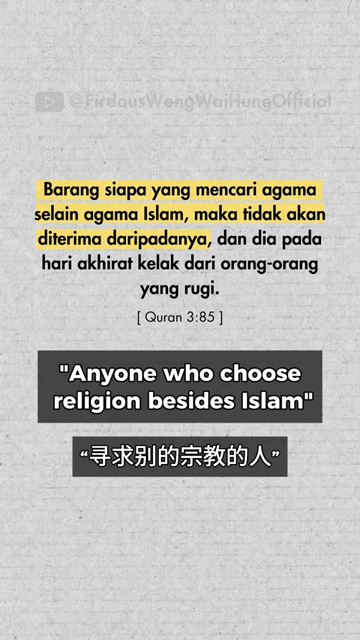 @FirdausWongWaiHungOfficial
Barang siapa yang mencari agama
selain agama Islam, maka tidak akan
diterima daripadanya, dan dia pada
hari akhirat kelak dari orang-orang
yang rugi.
[ Quran 3:85 ]
"Anyone who choose
religion besides Islam"
“寻求别的宗教的人”